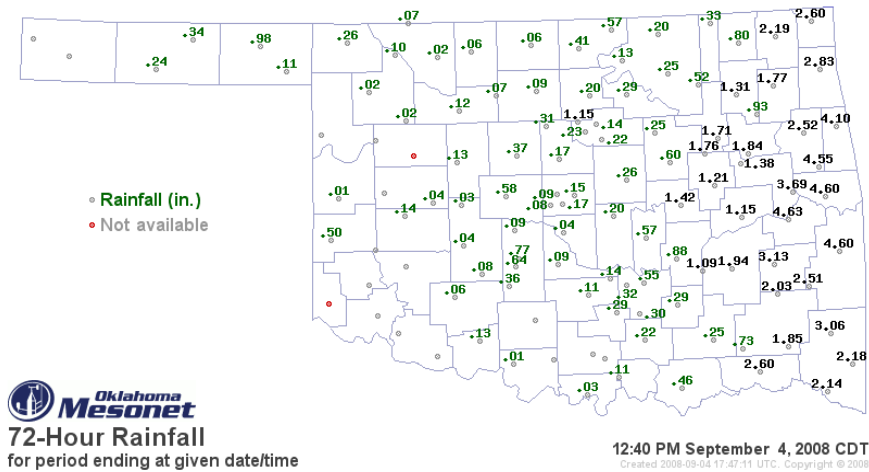 .07 .57 .33 2.60
.34 .98 .26 .20 2.19
.10 .02 .06 .06 .41 .80
.24 .11 .13 .25 2.83
.02 .07 .09 .20 .29 .52 1.31 1.77
.02 .12 .93
.31 1.15 .14 .25 1.71 2.52 4.10
.23 .22 1.76 1.84
.13 .37 .17 .60 1.38 4.55
.26 1.21
.01 .04 .03 .58 .09 .15 1.42 3.69 4.60
.08 .17
.14 .20 1.15 4.63
Rainfall (in.)
Not available
.50 .04 .09 .04 .57 4.60
.77 .88
.64 .09 1.09 1.94 3.13
.08 .14 .55
.06 .36 .11 .32 .29 2.03 2.51
.29 .30
.13 .22 .25 .73 1.85 3.06
.01 .11 2.60 2.18
.03 .46 2.14
Oklahoma
Mesonet
72-Hour Rainfall
for period ending at given date/time
12:40 PM September 4, 2008 CDT
Created 2008-09-04 17:47:11 UTC. Copyright © 2008